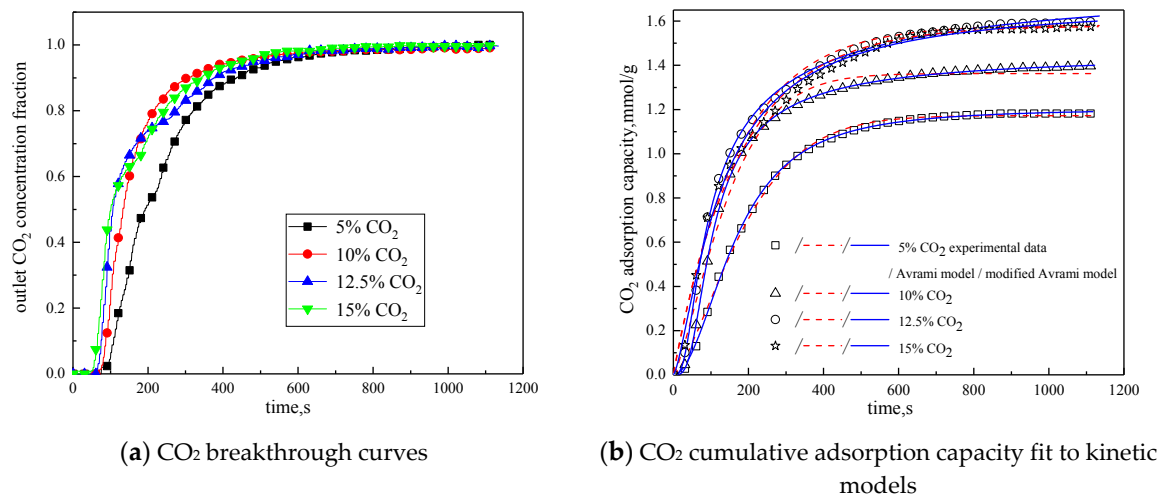 1.0
0.8
0.6
0.4
0.2
0.0
outlet CO2 concentration fraction
5% CO2
10% CO2
12.5% CO2
15% CO2
0 200 400 600 800 1000 1200
time,s
(a) CO2 breakthrough curves
1.6
1.4
1.2
1.0
0.8
0.6
0.4
0.2
0.0
CO2 adsorption capacity,mmol/g
/ / 5% CO2 experimental data
/ Avrami model / modified Avrami model
/ / 10% CO2
/ / 12.5% CO2
/ / 15% CO2
0 200 400 600 800 1000 1200
time,s
(b) CO2 cumulative adsorption capacity fit to kinetic
models